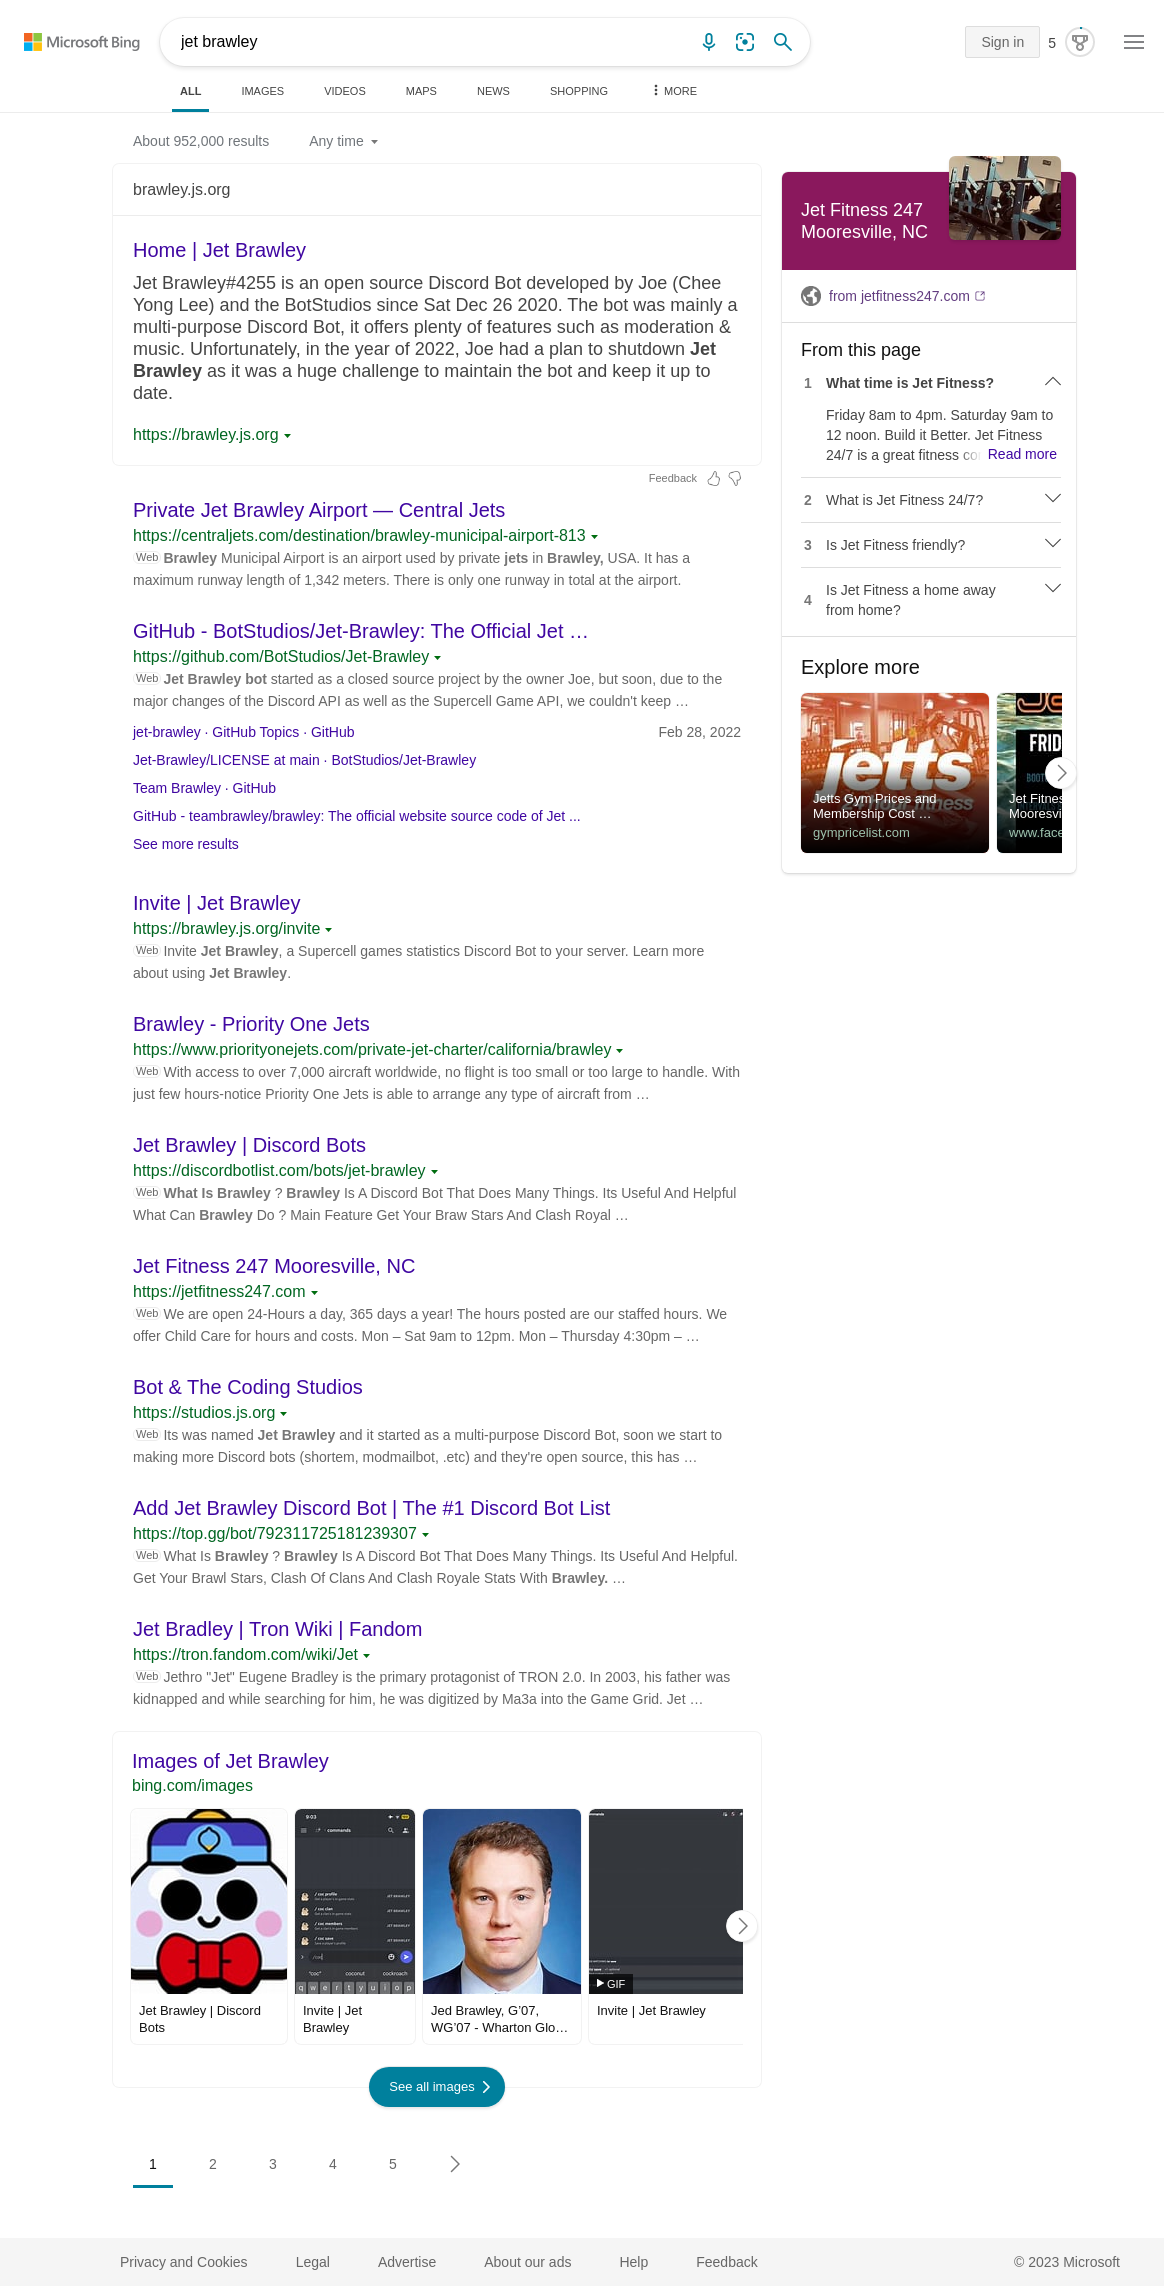 Microsoft Bing
jet brawley
Sign in
5
ALL
IMAGES
VIDEOS
MAPS
NEWS
SHOPPING
MORE
About 952,000 results
Any time
brawley.js.org
Home | Jet Brawley
Jet Brawley#4255 is an open source Discord Bot developed by Joe (Chee
Yong Lee) and the BotStudios since Sat Dec 26 2020. The bot was mainly a
multi-purpose Discord Bot, it offers plenty of features such as moderation &
music. Unfortunately, in the year of 2022, Joe had a plan to shutdown Jet
Brawley as it was a huge challenge to maintain the bot and keep it up to
date.
https://brawley.js.org
Feedback
Private Jet Brawley Airport — Central Jets
https://centraljets.com/destination/brawley-municipal-airport-813
Web Brawley Municipal Airport is an airport used by private jets in Brawley, USA. It has a
maximum runway length of 1,342 meters. There is only one runway in total at the airport.
GitHub - BotStudios/Jet-Brawley: The Official Jet …
https://github.com/BotStudios/Jet-Brawley
Web Jet Brawley bot started as a closed source project by the owner Joe, but soon, due to the
major changes of the Discord API as well as the Supercell Game API, we couldn't keep …
jet-brawley · GitHub Topics · GitHub
Feb 28, 2022
Jet-Brawley/LICENSE at main · BotStudios/Jet-Brawley
Team Brawley · GitHub
GitHub - teambrawley/brawley: The official website source code of Jet ...
See more results
Invite | Jet Brawley
https://brawley.js.org/invite
Web Invite Jet Brawley, a Supercell games statistics Discord Bot to your server. Learn more
about using Jet Brawley.
Brawley - Priority One Jets
https://www.priorityonejets.com/private-jet-charter/california/brawley
Web With access to over 7,000 aircraft worldwide, no flight is too small or too large to handle. With
just few hours-notice Priority One Jets is able to arrange any type of aircraft from …
Jet Brawley | Discord Bots
https://discordbotlist.com/bots/jet-brawley
Web What Is Brawley ? Brawley Is A Discord Bot That Does Many Things. Its Useful And Helpful
What Can Brawley Do ? Main Feature Get Your Braw Stars And Clash Royal …
Jet Fitness 247 Mooresville, NC
https://jetfitness247.com
Web We are open 24-Hours a day, 365 days a year! The hours posted are our staffed hours. We
offer Child Care for hours and costs. Mon – Sat 9am to 12pm. Mon – Thursday 4:30pm – …
Bot & The Coding Studios
https://studios.js.org
Web Its was named Jet Brawley and it started as a multi-purpose Discord Bot, soon we start to
making more Discord bots (shortem, modmailbot, .etc) and they're open source, this has …
Add Jet Brawley Discord Bot | The #1 Discord Bot List
https://top.gg/bot/792311725181239307
Web What Is Brawley ? Brawley Is A Discord Bot That Does Many Things. Its Useful And Helpful.
Get Your Brawl Stars, Clash Of Clans And Clash Royale Stats With Brawley. …
Jet Bradley | Tron Wiki | Fandom
https://tron.fandom.com/wiki/Jet
Web Jethro "Jet" Eugene Bradley is the primary protagonist of TRON 2.0. In 2003, his father was
kidnapped and while searching for him, he was digitized by Ma3a into the Game Grid. Jet …
Images of Jet Brawley
bing.com/images
9:03
commands
/ coc profile
/ coc clan
/ coc members
/ coc save
JET BRAWLEY
JET BRAWLEY
JET BRAWLEY
JET BRAWLEY
/coc
"coc" coconut cockroach
q w e r t y u i o p
GIF
Jet Brawley | Discord
Bots
Invite | Jet
Brawley
Jed Brawley, G’07,
WG’07 - Wharton Glo…
Invite | Jet Brawley
See all images
1
2
3
4
5
Jet Fitness 247
Mooresville, NC
from jetfitness247.com
From this page
1 What time is Jet Fitness?
Friday 8am to 4pm. Saturday 9am to
12 noon. Build it Better. Jet Fitness
24/7 is a great fitness co Read more
2 What is Jet Fitness 24/7?
3 Is Jet Fitness friendly?
4 Is Jet Fitness a home away
from home?
Explore more
jetts
24 hour fitness
Jetts Gym Prices and
Membership Cost …
gympricelist.com
FRID
BOOT
Jet Fitnes
Mooresvi
www.face
Privacy and Cookies
Legal
Advertise
About our ads
Help
Feedback
© 2023 Microsoft